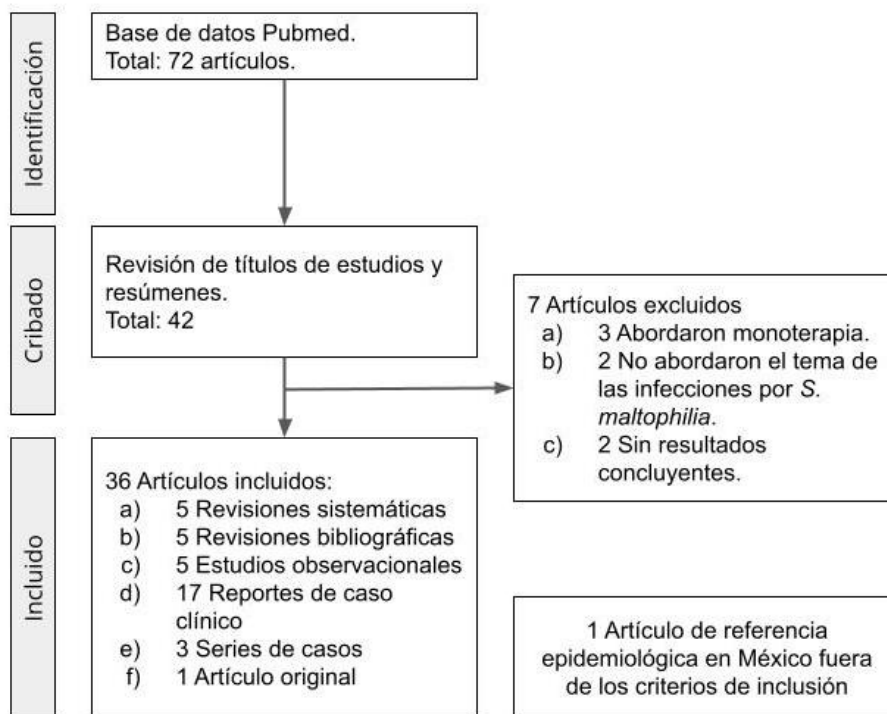 Identificación
Base de datos Pubmed.
Total: 72 artículos.
Cribado
Revisión de títulos de estudios y
resúmenes.
Total: 42
7 Artículos excluidos
a) 3 Abordaron monoterapia.
b) 2 No abordaron el tema de
las infecciones por S.
maltophilia.
c) 2 Sin resultados
concluyentes.
Incluido
36 Artículos incluidos:
a) 5 Revisiones sistemáticas
b) 5 Revisiones bibliográficas
c) 5 Estudios observacionales
d) 17 Reportes de caso
clínico
e) 3 Series de casos
f) 1 Artículo original
1 Artículo de referencia
epidemiológica en México fuera
de los criterios de inclusión